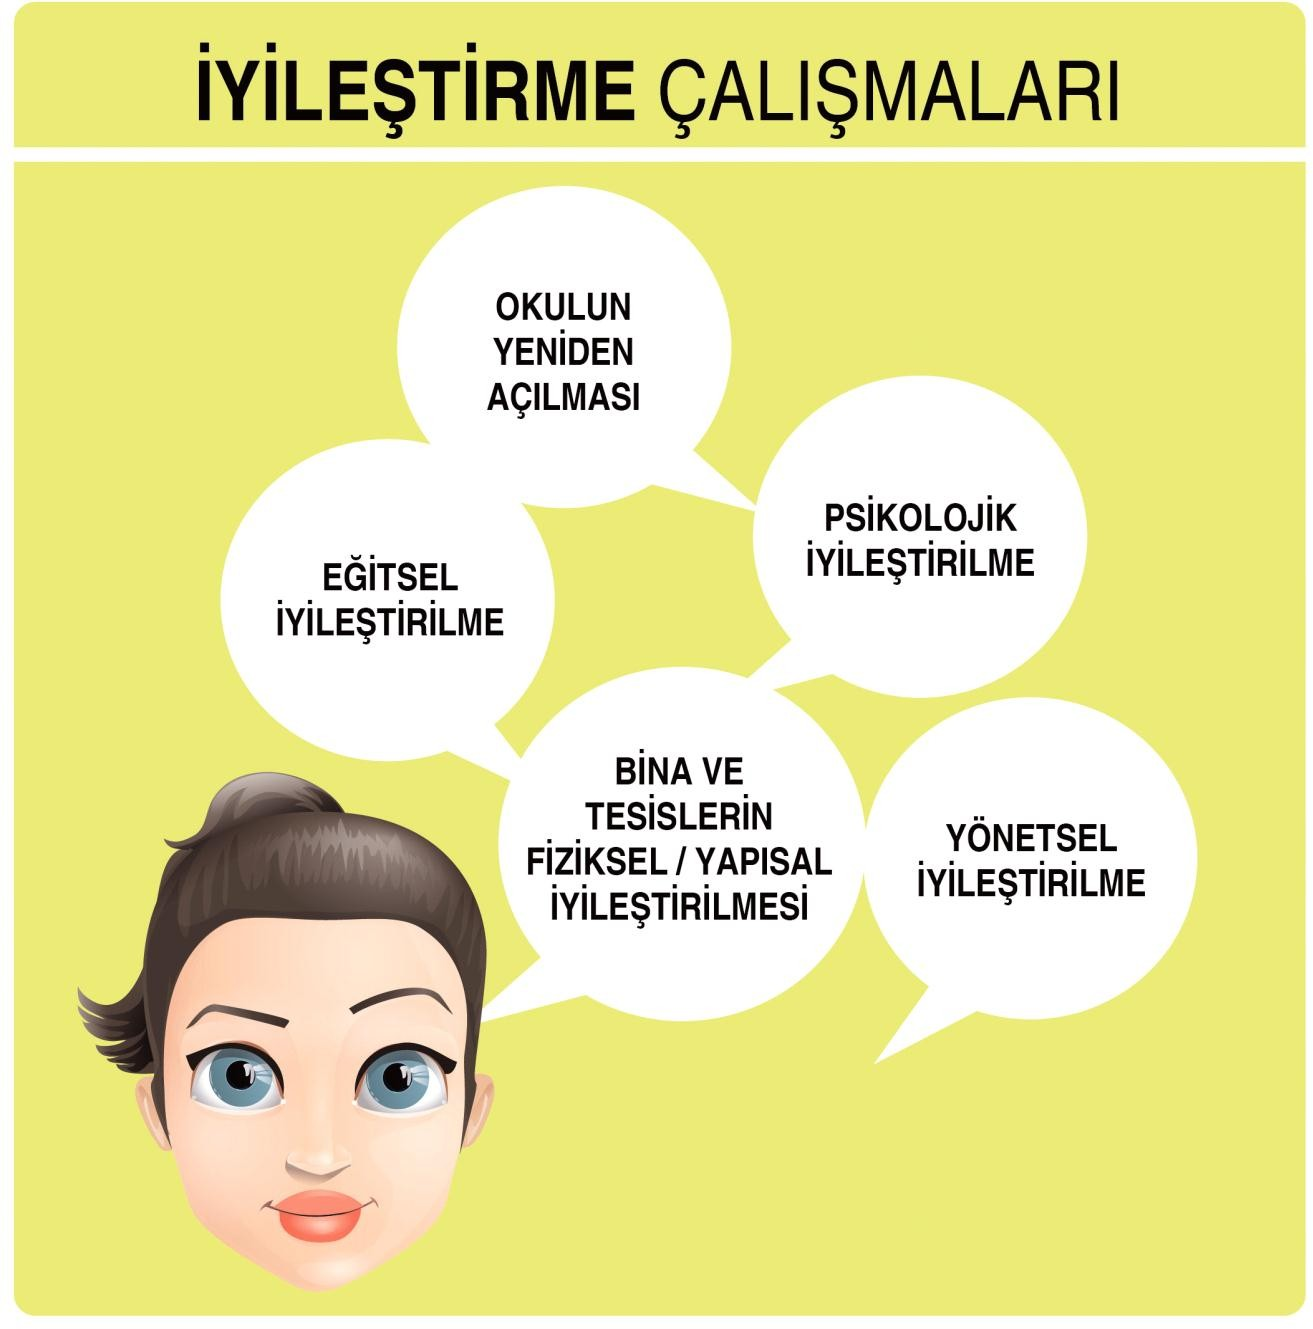 İYİLEŞTİRME ÇALIŞMALARI
OKULUN
YENİDEN
AÇILMASI
PSİKOLOJİK
İYİLEŞTİRİLME
EĞİTSEL
İYİLEŞTİRİLME
BİNA VE
TESİSLERİN
FİZİKSEL / YAPISAL
İYİLEŞTİRİLMESİ
YÖNETSEL
İYİLEŞTİRİLME